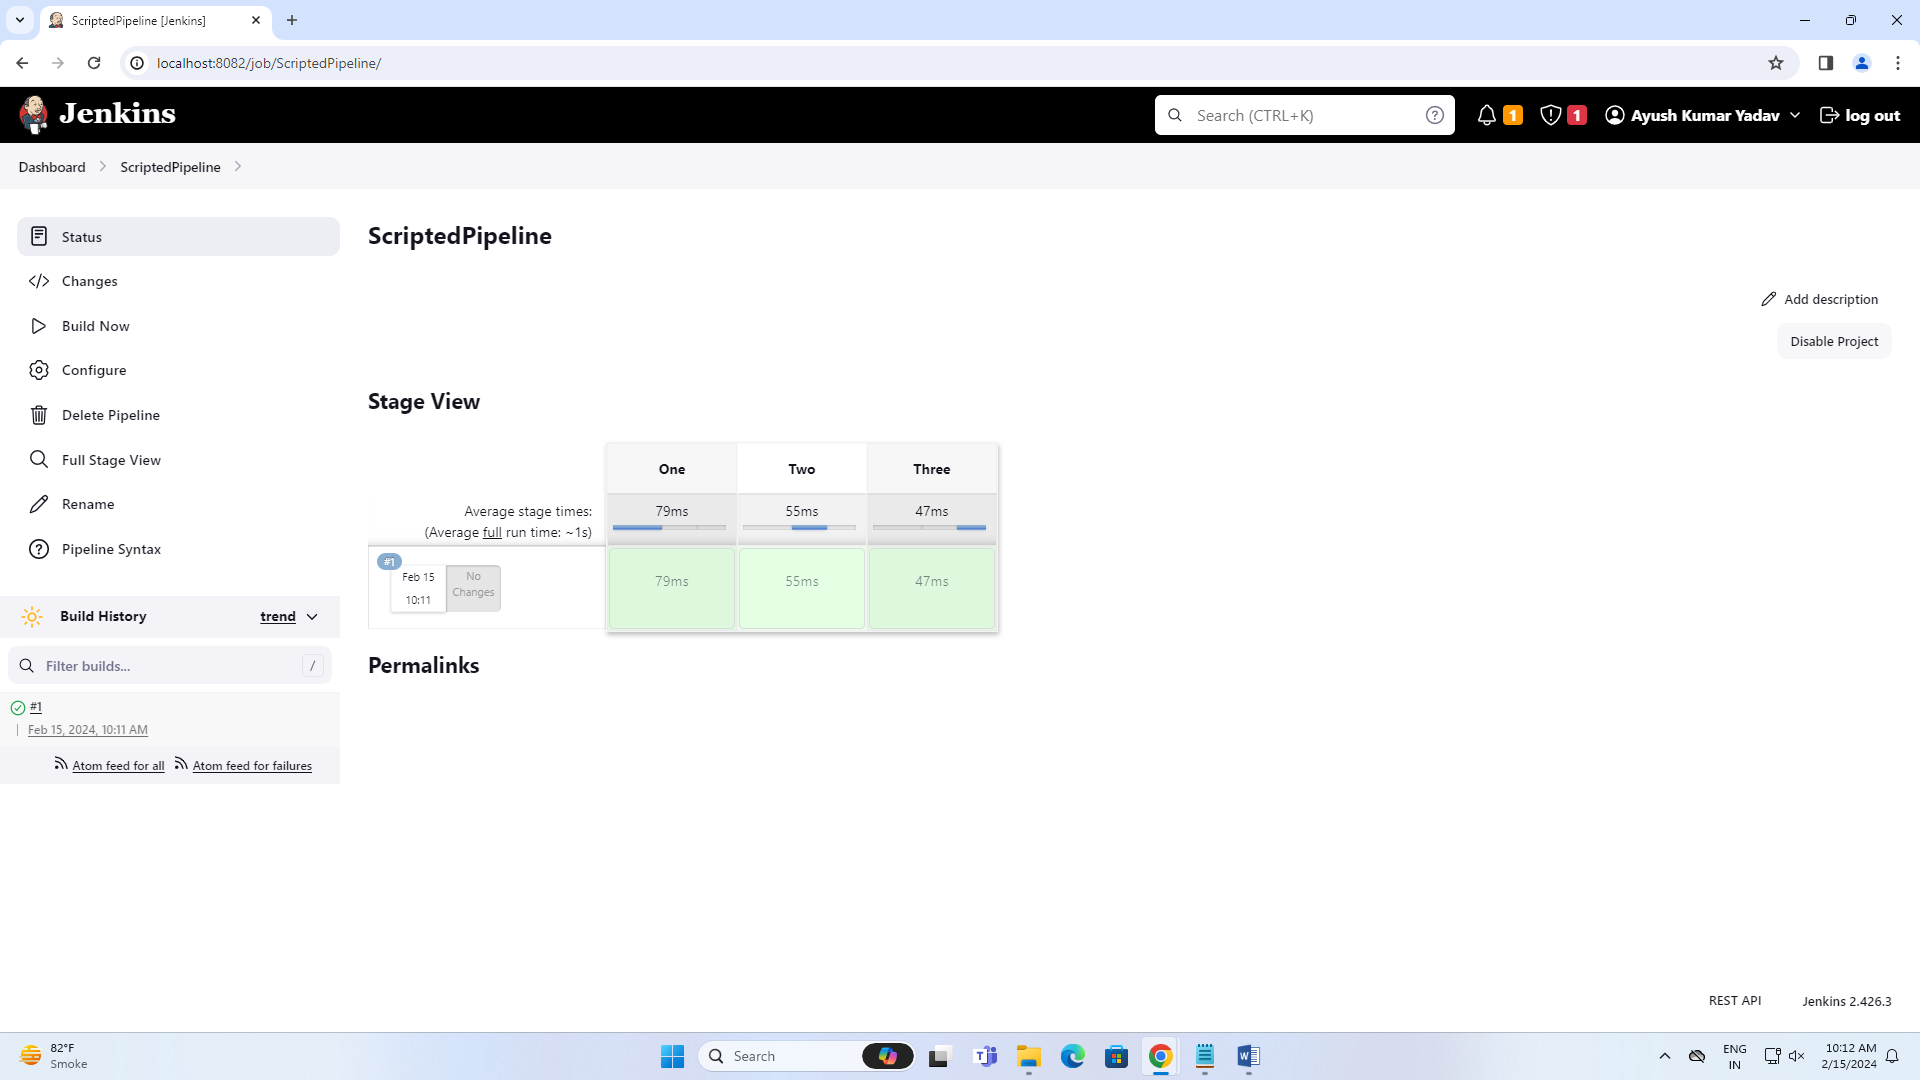 ScriptedPipeline [Jenkins]
localhost:8082/job/ScriptedPipeline/
Jenkins
Search (CTRL+K)
1
1
Ayush Kumar Yadav
log out
Dashboard
ScriptedPipeline
Status
Changes
Build Now
Configure
Delete Pipeline
Full Stage View
Rename
Pipeline Syntax
Build History
trend
Filter builds...
/
#1
Feb 15, 2024, 10:11 AM
Atom feed for all
Atom feed for failures
ScriptedPipeline
Add description
Disable Project
Stage View
One
Two
Three
Average stage times:
(Average full run time: ~1s)
79ms
55ms
47ms
#1
Feb 15
10:11
No
Changes
79ms
55ms
47ms
Permalinks
REST API
Jenkins 2.426.3
82°F
Smoke
Search
ENG
IN
10:12 AM
2/15/2024